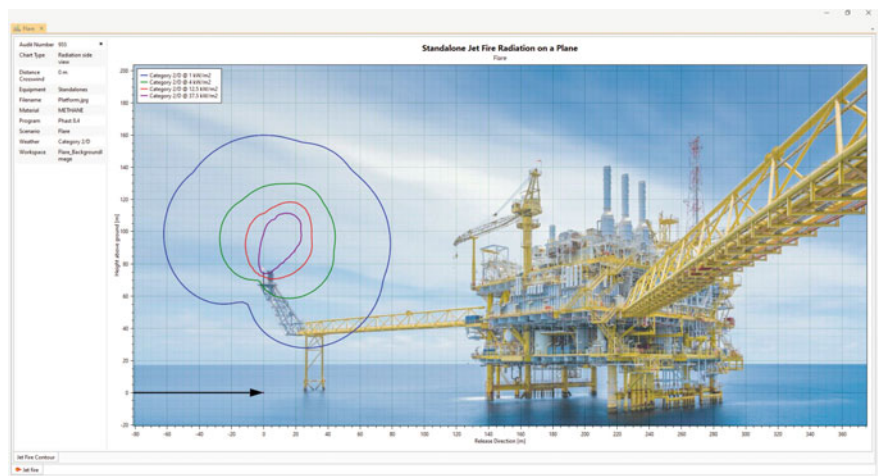 Flare
Audit Number 955
Chart Type Radiation side view
Distance Crosswind 0 m
Equipment Standalones
Filename Platform.jpg
Material METHANE
Program Phast 8.4
Scenario Flare
Weather Category 2/D
Workspace Flare_BackgroundImage
Standalone Jet Fire Radiation on a Plane
Flare
Category 2/D @ 1 kW/m2
Category 2/D @ 4 kW/m2
Category 2/D @ 12.5 kW/m2
Category 2/D @ 37.5 kW/m2
Height above ground [m]
200
180
160
140
120
100
80
60
40
20
0
-20
-80 -60 -40 -20 0 20 40 60 80 100 120 140 160 180 200 220 240 260 280 300 320 340 360
Release Direction [m]
Jet Fire Contour
Jet fire